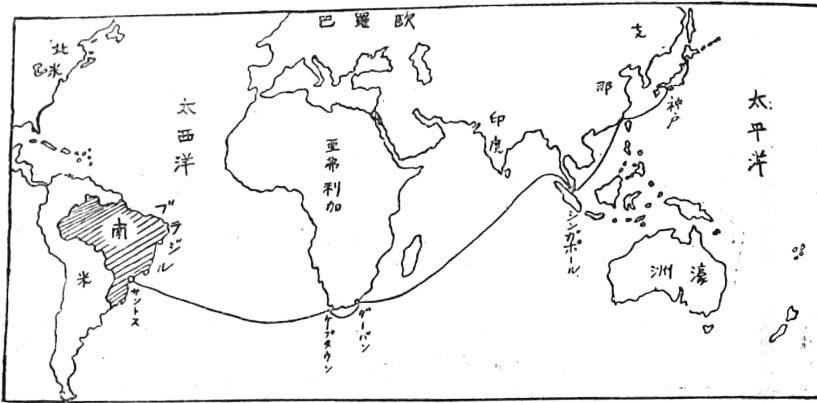 欧羅巴
北米
太西洋
亜弗利加
印度
支那
神戸
太平洋
ブラジル
南米
サントス
ケープタウン
ダーバン
シンガポール
濠洲